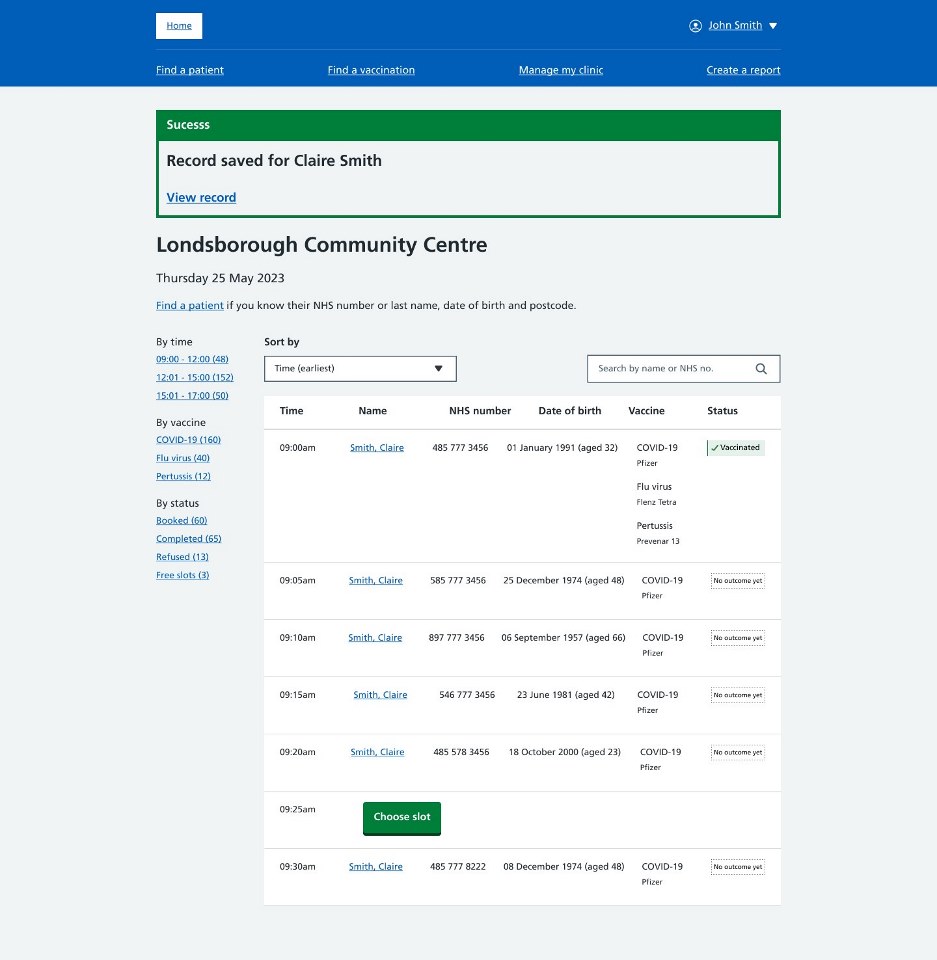 Home
John Smith
Find a patient
Find a vaccination
Manage my clinic
Create a report
Sucesss
Record saved for Claire Smith
View record
Londsborough Community Centre
Thursday 25 May 2023
Find a patient if you know their NHS number or last name, date of birth and postcode.
By time
09:00 - 12:00 (48)
12:01 - 15:00 (152)
15:01 - 17:00 (50)
By vaccine
COVID-19 (160)
Flu virus (40)
Pertussis (12)
By status
Booked (60)
Completed (65)
Refused (13)
Free slots (3)
Sort by
Time (earliest)
Search by name or NHS no.
Time Name NHS number Date of birth Vaccine Status
09:00am Smith, Claire 485 777 3456 01 January 1991 (aged 32) COVID-19 Vaccinated
Pfizer
Flu virus
Flenz Tetra
Pertussis
Prevenar 13
09:05am Smith, Claire 585 777 3456 25 December 1974 (aged 48) COVID-19 No outcome yet
Pfizer
09:10am Smith, Claire 897 777 3456 06 September 1957 (aged 66) COVID-19 No outcome yet
Pfizer
09:15am Smith, Claire 546 777 3456 23 June 1981 (aged 42) COVID-19 No outcome yet
Pfizer
09:20am Smith, Claire 485 578 3456 18 October 2000 (aged 23) COVID-19 No outcome yet
Pfizer
09:25am Choose slot
09:30am Smith, Claire 485 777 8222 08 December 1974 (aged 48) COVID-19 No outcome yet
Pfizer